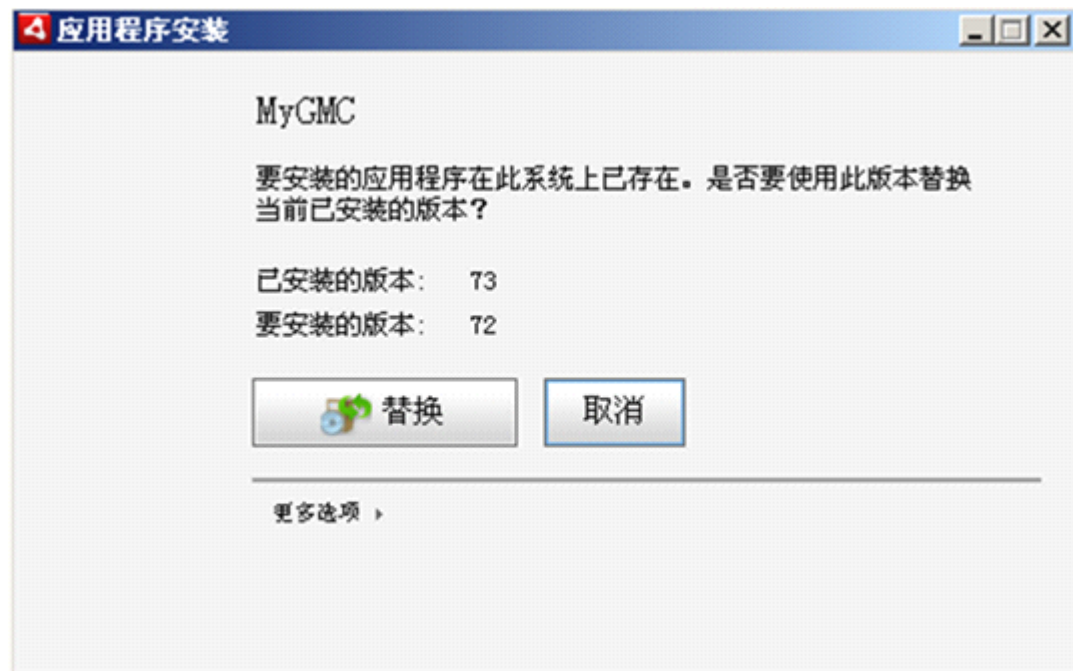 应用程序安装
MyGMC
要安装的应用程序在此系统上已存在。是否要使用此版本替换
当前已安装的版本?
已安装的版本: 73
要安装的版本: 72
替换 取消
更多选项